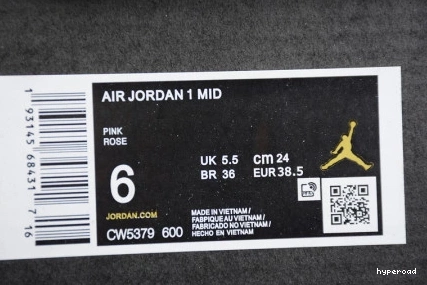 AIR JORDAN 1 MID
PINK
ROSE
6
UK 5.5 cm 24
BR 36 EUR 38.5
JORDAN.COM
CW5379 600
MADE IN VIETNAM /
FABRIQUE AU VIETNAM /
FABRICADO NO VIETNAM /
HECHO EN VIETNAM
1 93145 68431 7 16
hyperoad